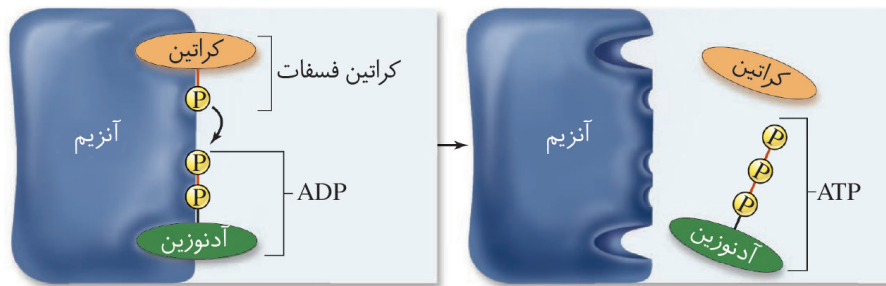 کراتین
کراتین فسفات
P
آنزیم
P
P
ADP
آدنوزین
کراتین
آنزیم
P
P
P
ATP
آدنوزین